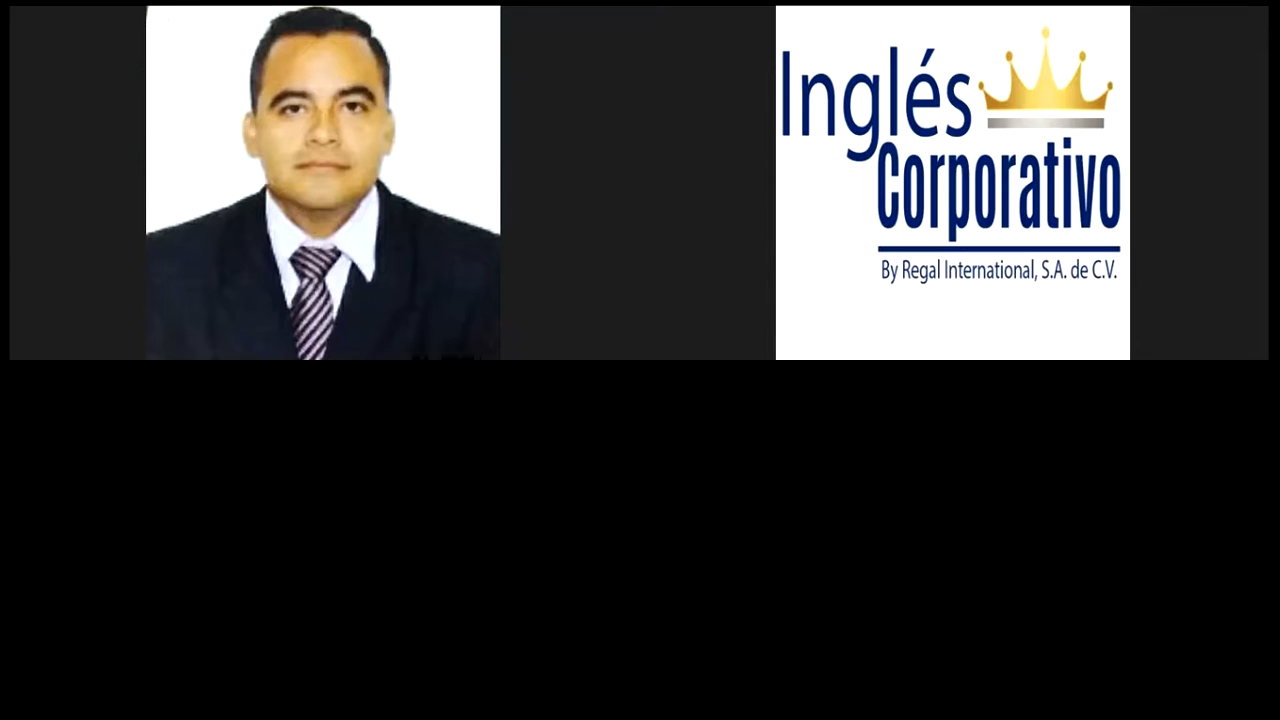 Inglés
Corporativo
By Regal International, S.A. de C.V.